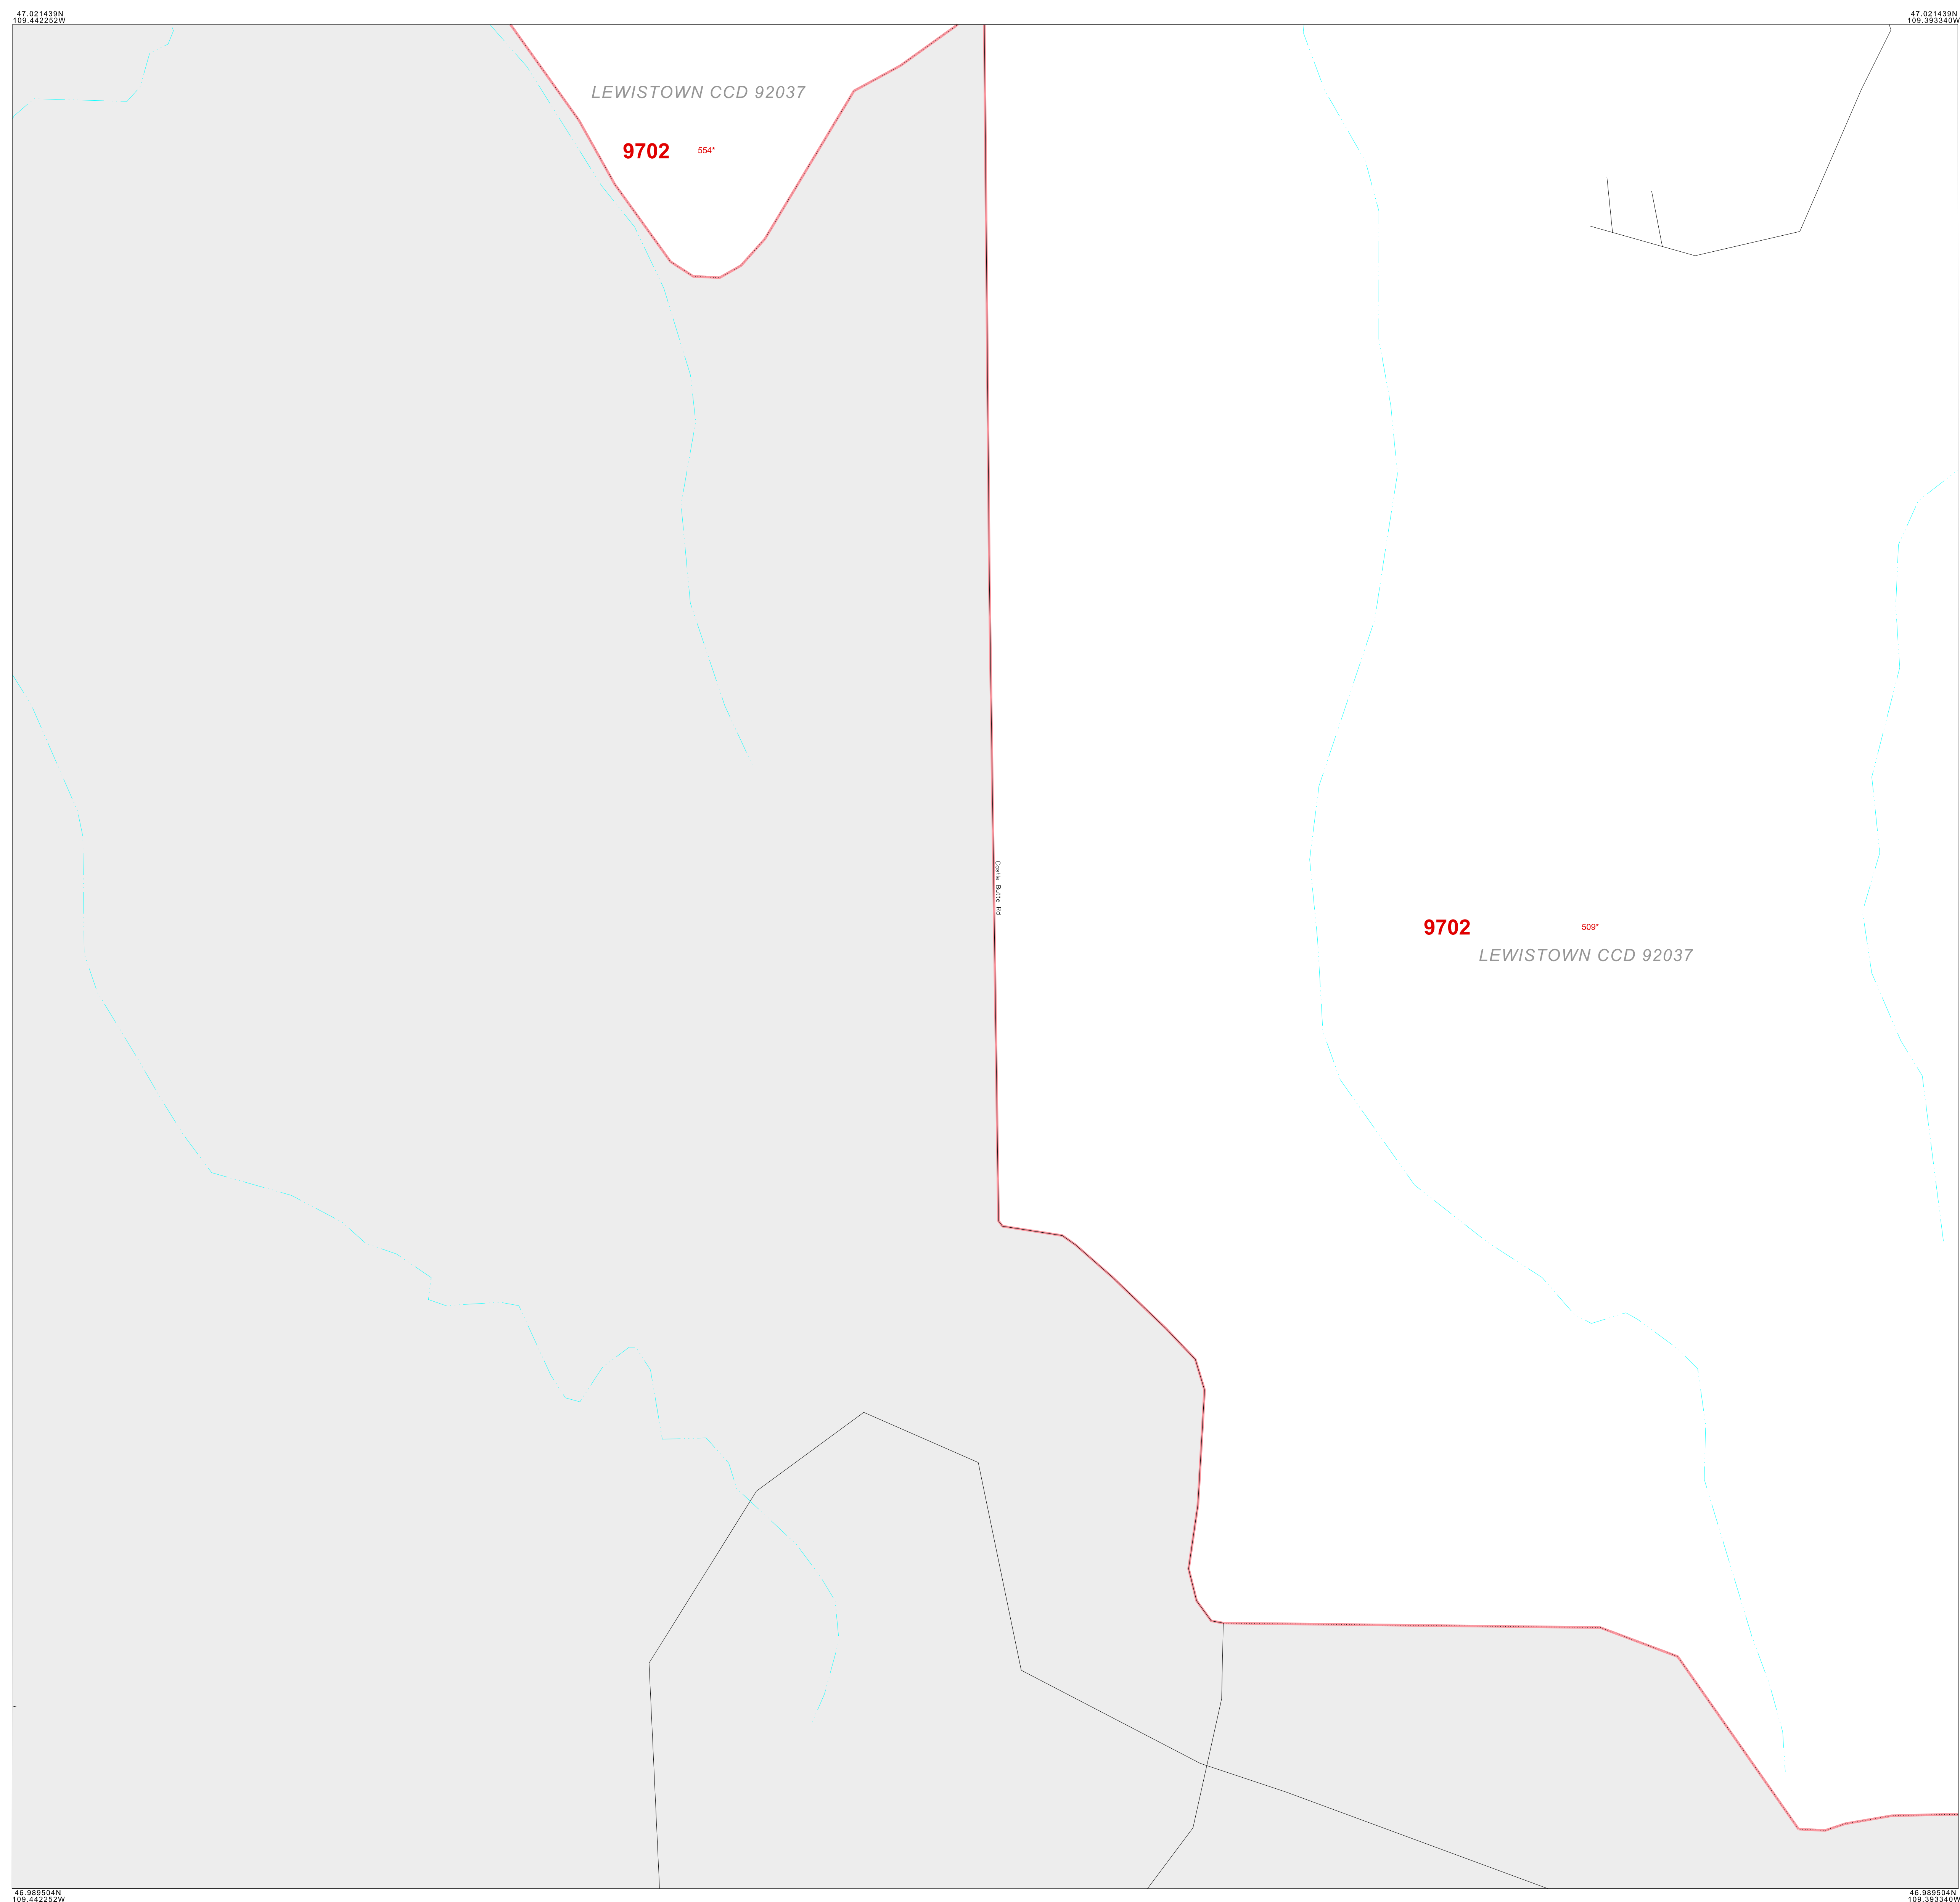 47.021439N
109.442252W
47.021439N
109.393340W
LEWISTOWN CCD 92037
9702
554*
Castle Butte Rd
9702
509*
LEWISTOWN CCD 92037
46.989504N
109.442252W
46.989504N
109.393340W